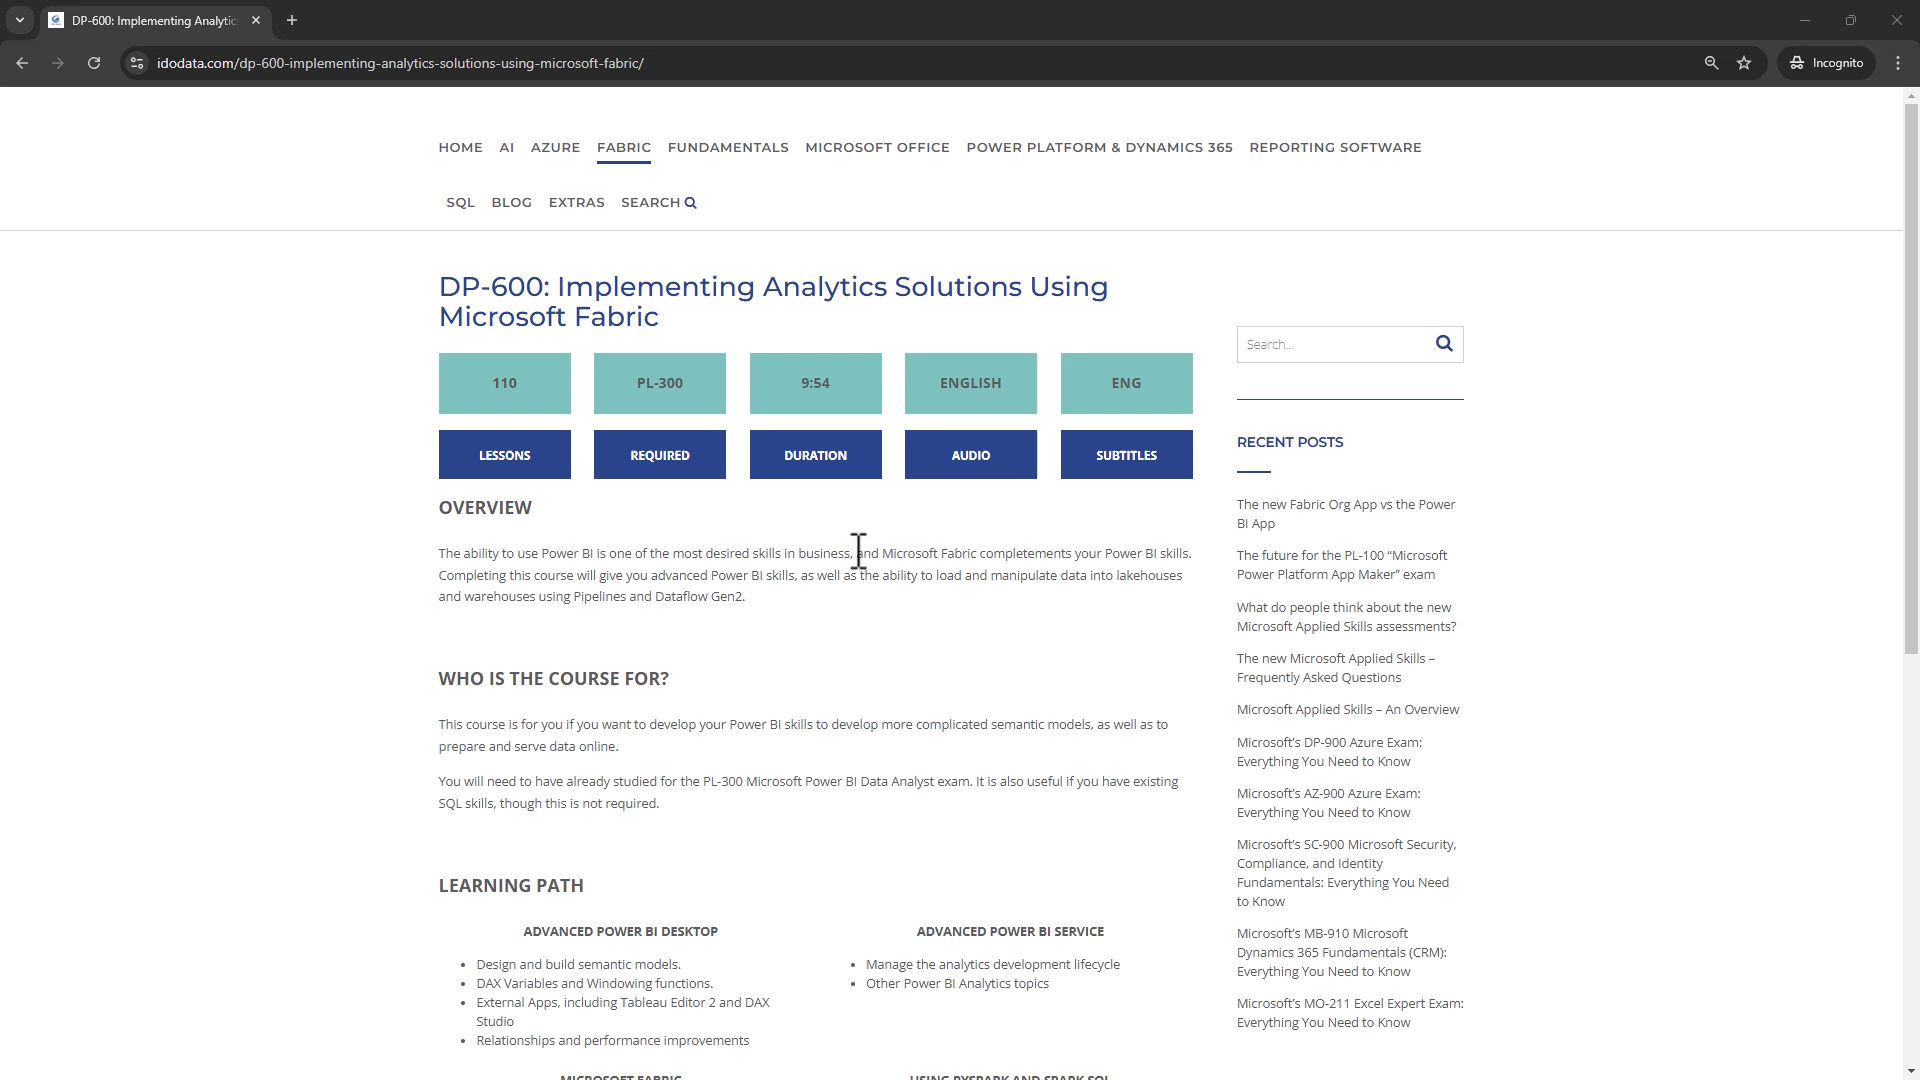 DP-600: Implementing Analytic
idodata.com/dp-600-implementing-analytics-solutions-using-microsoft-fabric/
Incognito
HOME AI AZURE FABRIC FUNDAMENTALS MICROSOFT OFFICE POWER PLATFORM & DYNAMICS 365 REPORTING SOFTWARE
SQL BLOG EXTRAS SEARCH
DP-600: Implementing Analytics Solutions Using
Microsoft Fabric
110 PL-300 9:54 ENGLISH ENG
LESSONS REQUIRED DURATION AUDIO SUBTITLES
OVERVIEW
The ability to use Power BI is one of the most desired skills in business, and Microsoft Fabric completements your Power BI skills.
Completing this course will give you advanced Power BI skills, as well as the ability to load and manipulate data into lakehouses
and warehouses using Pipelines and Dataflow Gen2.
WHO IS THE COURSE FOR?
This course is for you if you want to develop your Power BI skills to develop more complicated semantic models, as well as to
prepare and serve data online.
You will need to have already studied for the PL-300 Microsoft Power BI Data Analyst exam. It is also useful if you have existing
SQL skills, though this is not required.
LEARNING PATH
ADVANCED POWER BI DESKTOP
Design and build semantic models.
DAX Variables and Windowing functions.
External Apps, including Tableau Editor 2 and DAX
Studio
Relationships and performance improvements
MICROSOFT FABRIC
ADVANCED POWER BI SERVICE
Manage the analytics development lifecycle
Other Power BI Analytics topics
USING PYSPARK AND SPARK SQL
Search...
RECENT POSTS
The new Fabric Org App vs the Power
BI App
The future for the PL-100 “Microsoft
Power Platform App Maker” exam
What do people think about the new
Microsoft Applied Skills assessments?
The new Microsoft Applied Skills –
Frequently Asked Questions
Microsoft Applied Skills – An Overview
Microsoft’s DP-900 Azure Exam:
Everything You Need to Know
Microsoft’s AZ-900 Azure Exam:
Everything You Need to Know
Microsoft’s SC-900 Microsoft Security,
Compliance, and Identity
Fundamentals: Everything You Need
to Know
Microsoft’s MB-910 Microsoft
Dynamics 365 Fundamentals (CRM):
Everything You Need to Know
Microsoft’s MO-211 Excel Expert Exam:
Everything You Need to Know